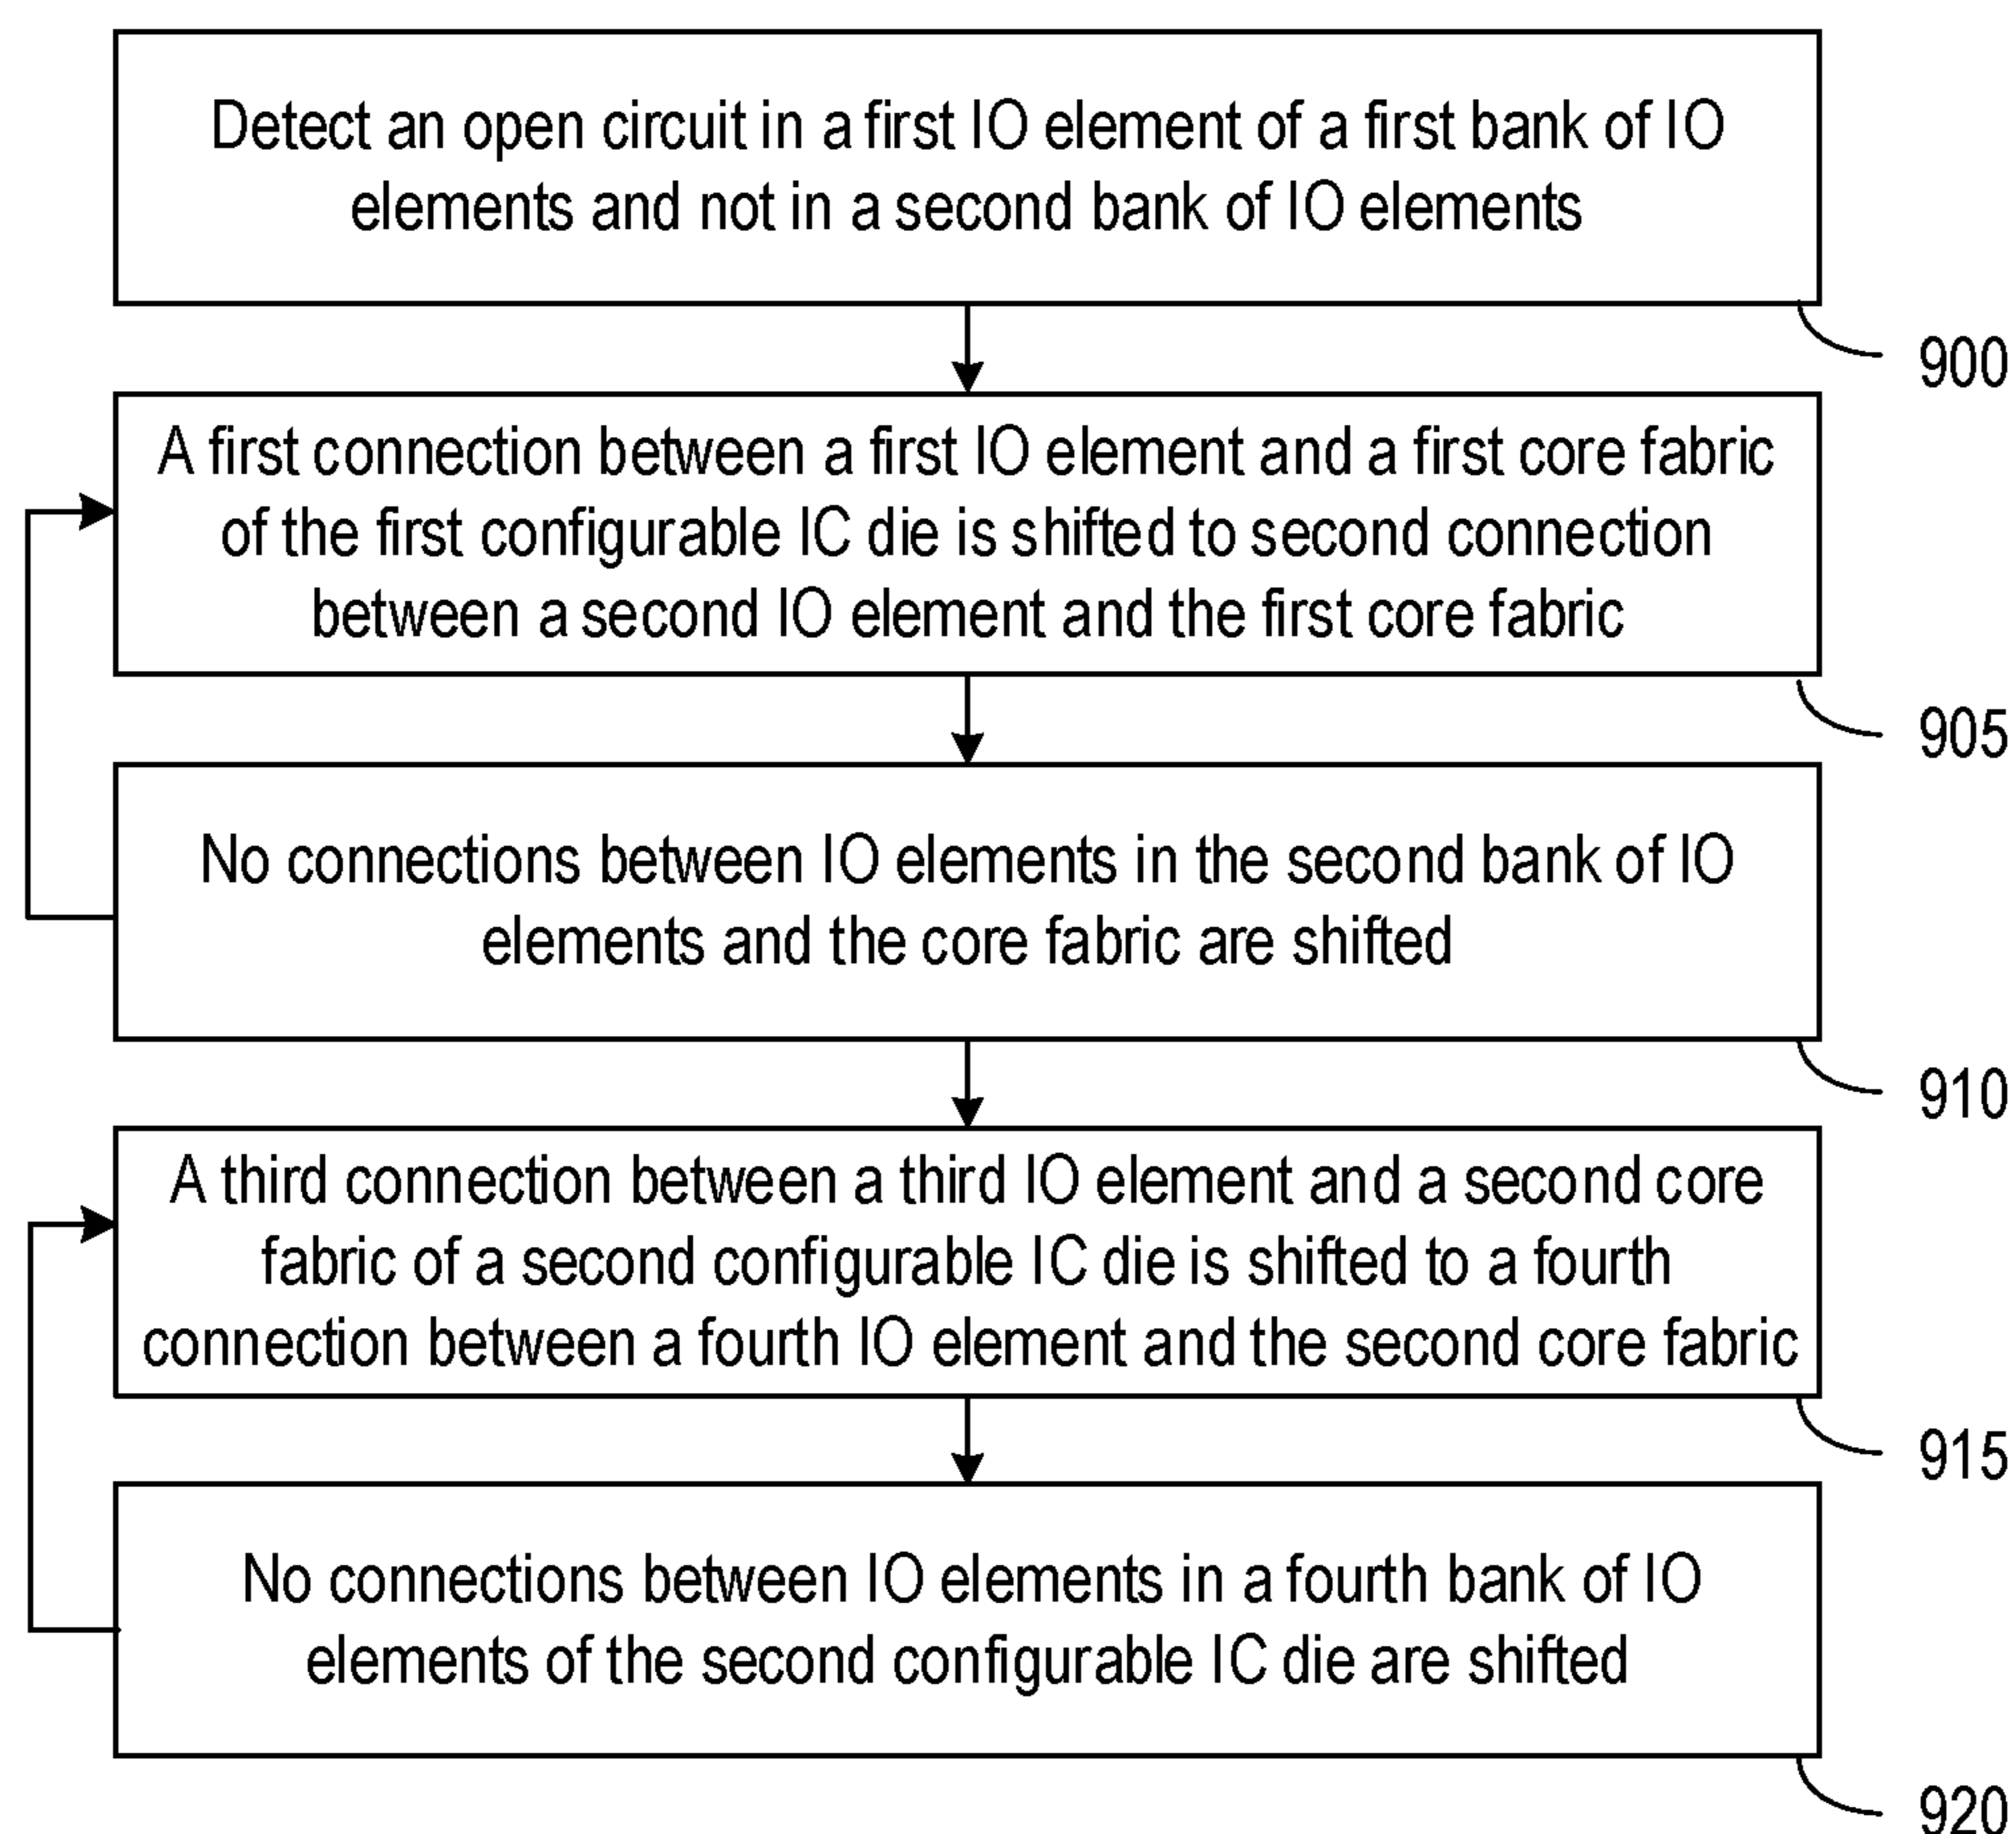 Detect an open circuit in a first IO element of a first bank of IO
elements and not in a second bank of IO elements
900
A first connection between a first IO element and a first core fabric
of the first configurable IC die is shifted to second connection
between a second IO element and the first core fabric
905
No connections between IO elements in the second bank of IO
elements and the core fabric are shifted
910
A third connection between a third IO element and a second core
fabric of a second configurable IC die is shifted to a fourth
connection between a fourth IO element and the second core fabric
915
No connections between IO elements in a fourth bank of IO
elements of the second configurable IC die are shifted
920